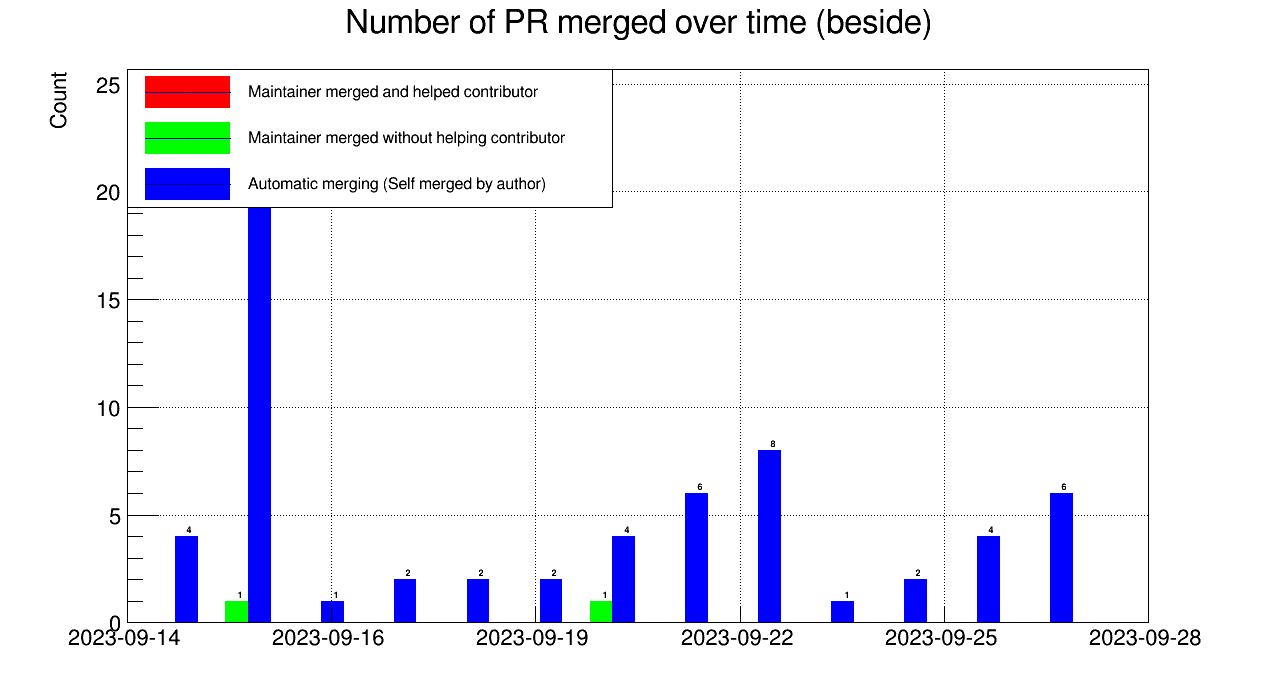 Number of PR merged over time (beside)
Count
25
20
15
10
5
0
Maintainer merged and helped contributor
Maintainer merged without helping contributor
Automatic merging (Self merged by author)
4 1 1 2 2 2 1 4 6 8 1 2 4 6
2023-09-14 2023-09-16 2023-09-19 2023-09-22 2023-09-25 2023-09-28